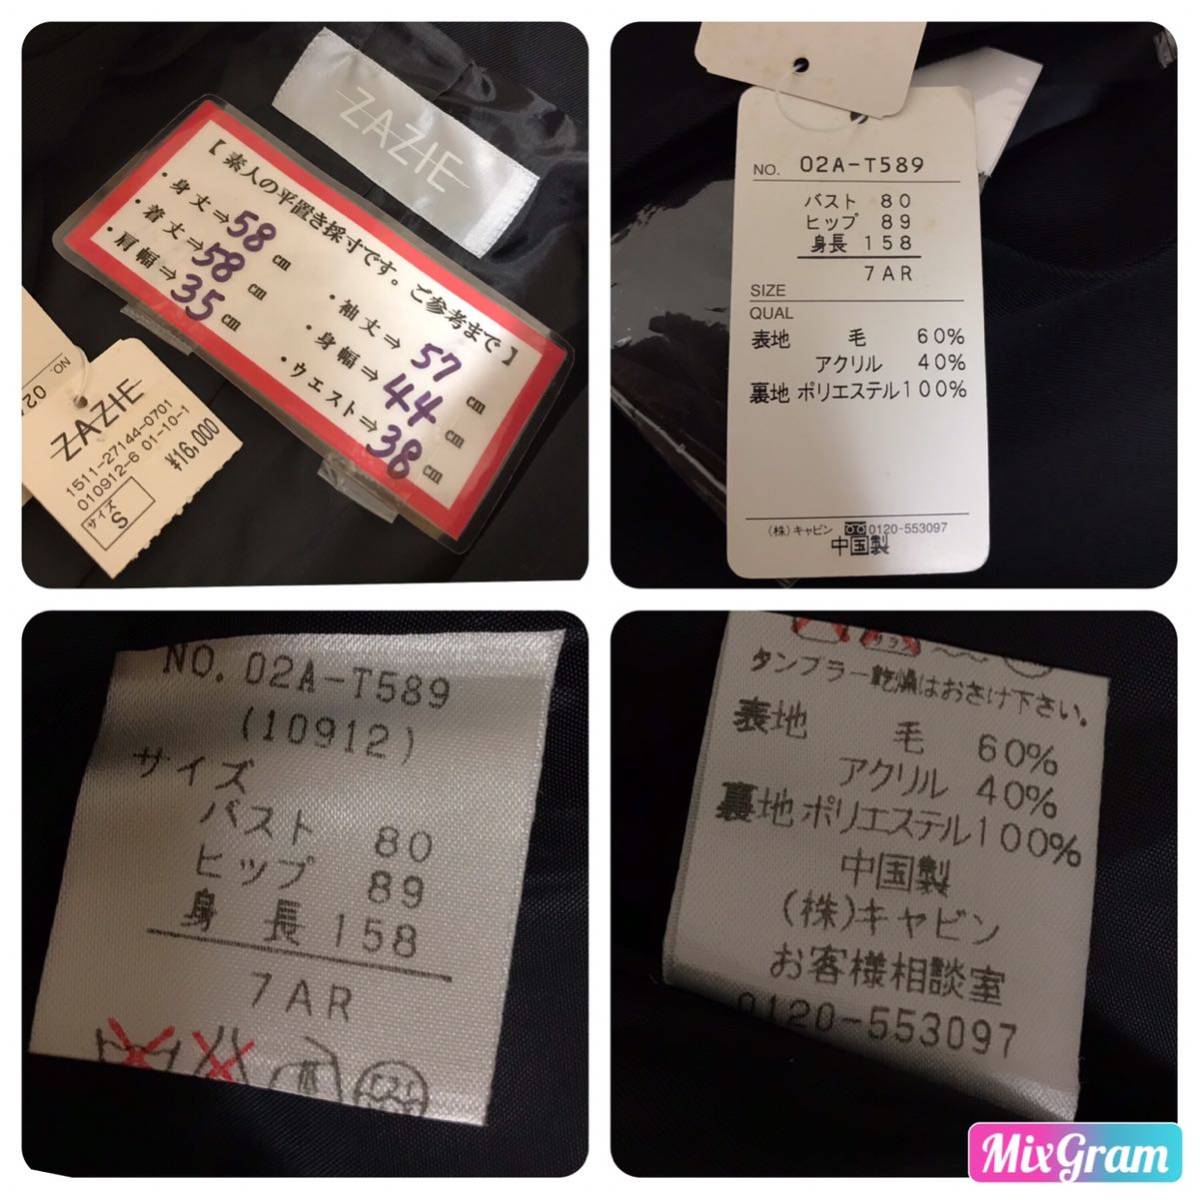 ZAZIE
【素人の平置き採寸です。ご参考まで】
・身丈⇒58cm
・着丈⇒58cm
・肩幅⇒35cm
・袖丈⇒57cm
・身幅⇒44cm
・ウエスト⇒38cm
NO.
ZAZIE
1511-27144-0701
010912-6 01-10-1
¥16,000
サイズ
S
NO. 02A-T589
バスト 80
ヒップ 89
身長 158
7AR
SIZE
QUAL
表地 毛 60%
アクリル 40%
裏地 ポリエステル100%
(株)キャビン 0120-553097
中国製
NO. 02A-T589
(10912)
サイズ
バスト 80
ヒップ 89
身長 158
7AR
タンブラー乾燥はおさけ下さい。
表地 毛 60%
アクリル 40%
裏地 ポリエステル100%
中国製
(株)キャビン
お客様相談室
0120-553097
MixGram